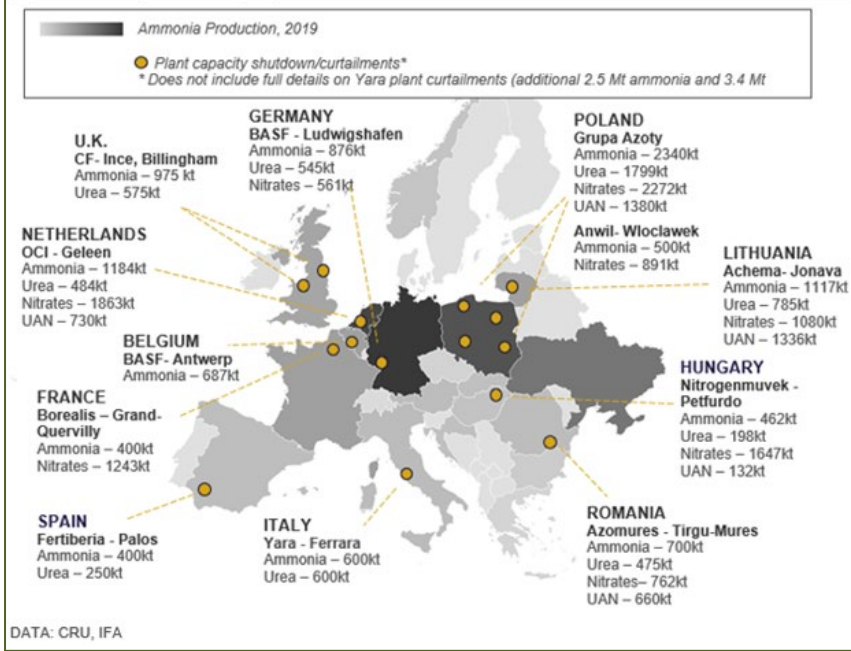 Ammonia Production, 2019
Plant capacity shutdown/curtailments*
* Does not include full details on Yara plant curtailments (additional 2.5 Mt ammonia and 3.4 Mt
GERMANY
BASF - Ludwigshafen
Ammonia – 876kt
Urea – 545kt
Nitrates – 561kt
POLAND
Grupa Azoty
Ammonia – 2340kt
Urea – 1799kt
Nitrates – 2272kt
UAN – 1380kt
Anwil- Wloclawek
Ammonia – 500kt
Nitrates – 891kt
U.K.
CF- Ince, Billingham
Ammonia – 975 kt
Urea – 575kt
NETHERLANDS
OCI - Geleen
Ammonia – 1184kt
Urea – 484kt
Nitrates – 1863kt
UAN – 730kt
LITHUANIA
Achema- Jonava
Ammonia – 1117kt
Urea – 785kt
Nitrates – 1080kt
UAN – 1336kt
BELGIUM
BASF- Antwerp
Ammonia – 687kt
HUNGARY
Nitrogenmuvek -
Petfurdo
Ammonia – 462kt
Urea – 198kt
Nitrates – 1647kt
UAN – 132kt
FRANCE
Borealis – Grand-
Quervilly
Ammonia – 400kt
Nitrates – 1243kt
SPAIN
Fertiberia - Palos
Ammonia – 400kt
Urea – 250kt
ITALY
Yara - Ferrara
Ammonia – 600kt
Urea – 600kt
ROMANIA
Azomures - Tirgu-Mures
Ammonia – 700kt
Urea – 475kt
Nitrates– 762kt
UAN – 660kt
DATA: CRU, IFA